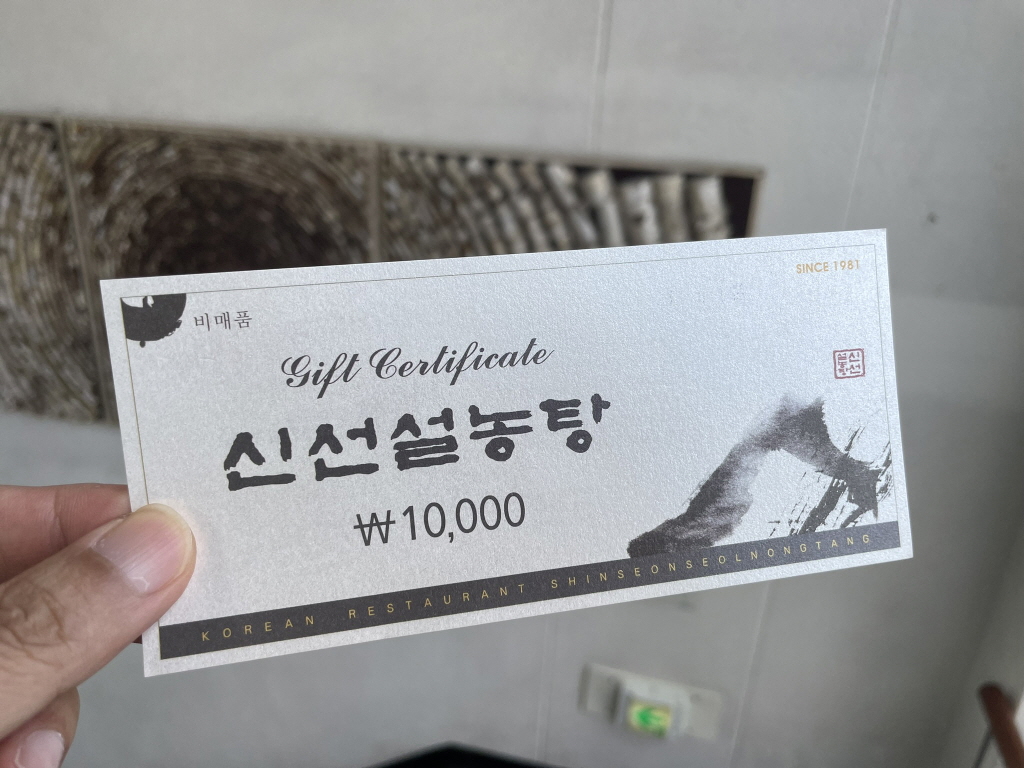 SINCE 1981
비매품
Gift Certificate
신선설농탕
₩10,000
신선
설농탕
KOREAN RESTAURANT SHINSEONSEOLNONGTANG